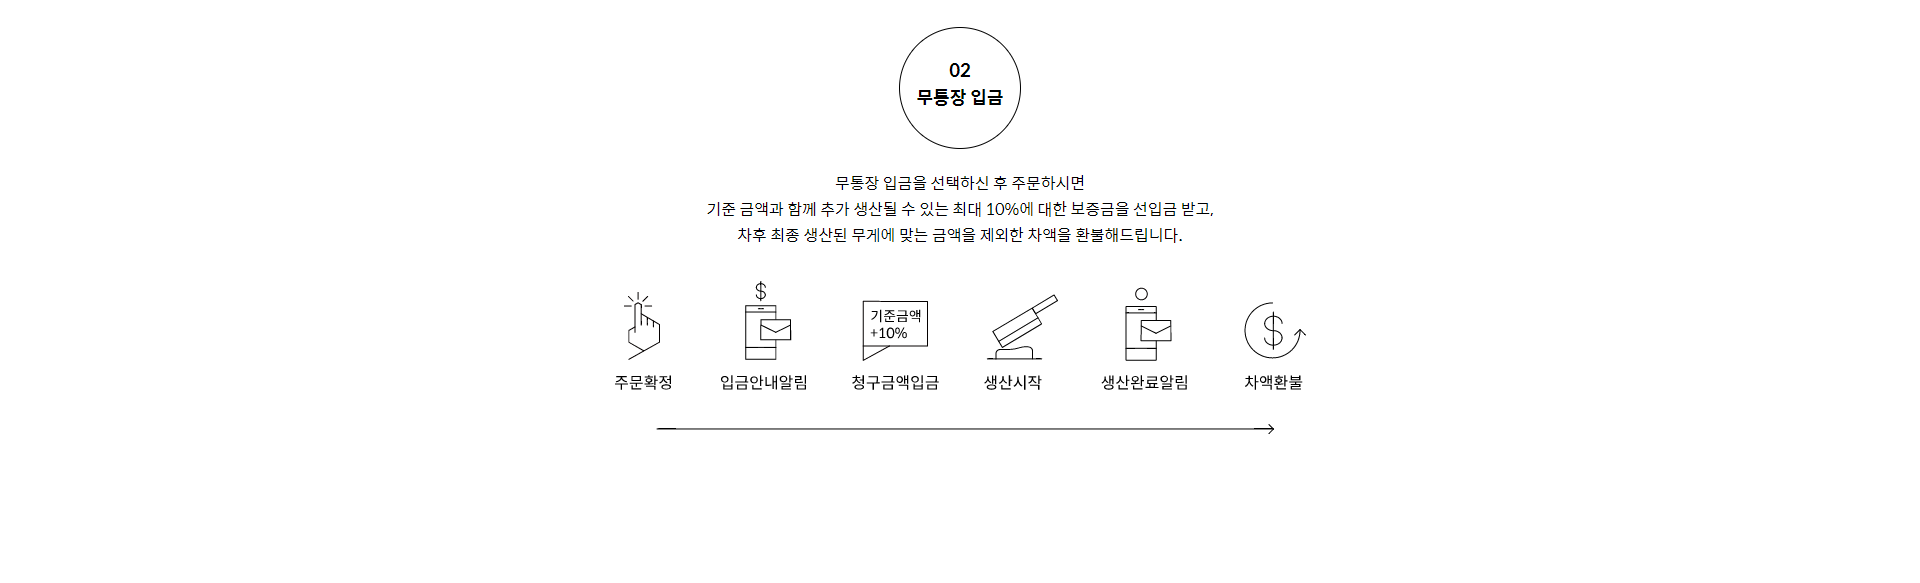 02
무통장 입금
무통장 입금을 선택하신 후 주문하시면
기준 금액과 함께 추가 생산될 수 있는 최대 10%에 대한 보증금을 선입금 받고,
차후 최종 생산된 무게에 맞는 금액을 제외한 차액을 환불해드립니다.
$
기준금액
+10%
$
주문확정
입금안내알림
청구금액입금
생산시작
생산완료알림
차액환불